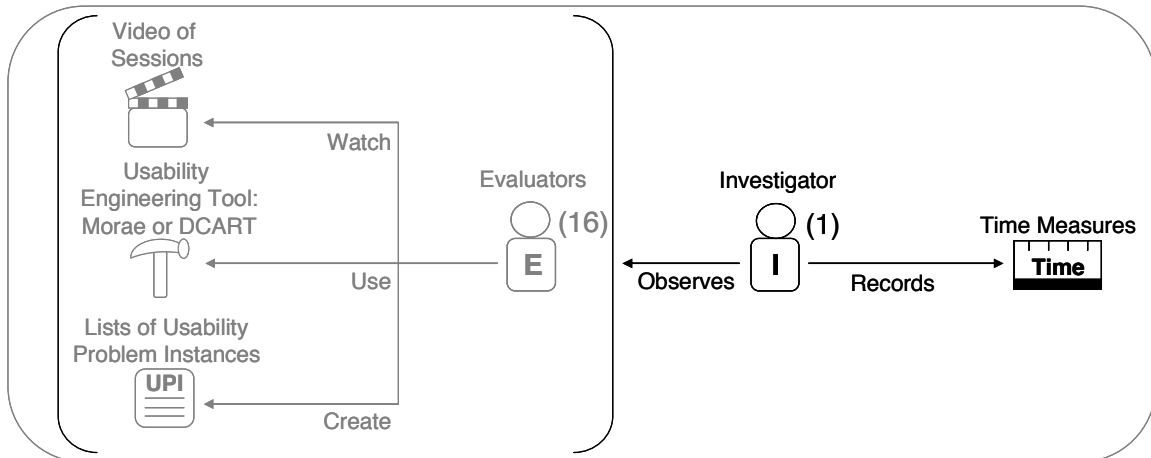 Video of
Sessions
Watch
Usability
Engineering Tool:
Morae or DCART
Use
Lists of Usability
Problem Instances
UPI
Create
Evaluators
(16)
E
Observes
Investigator
(1)
I
Records
Time Measures
Time